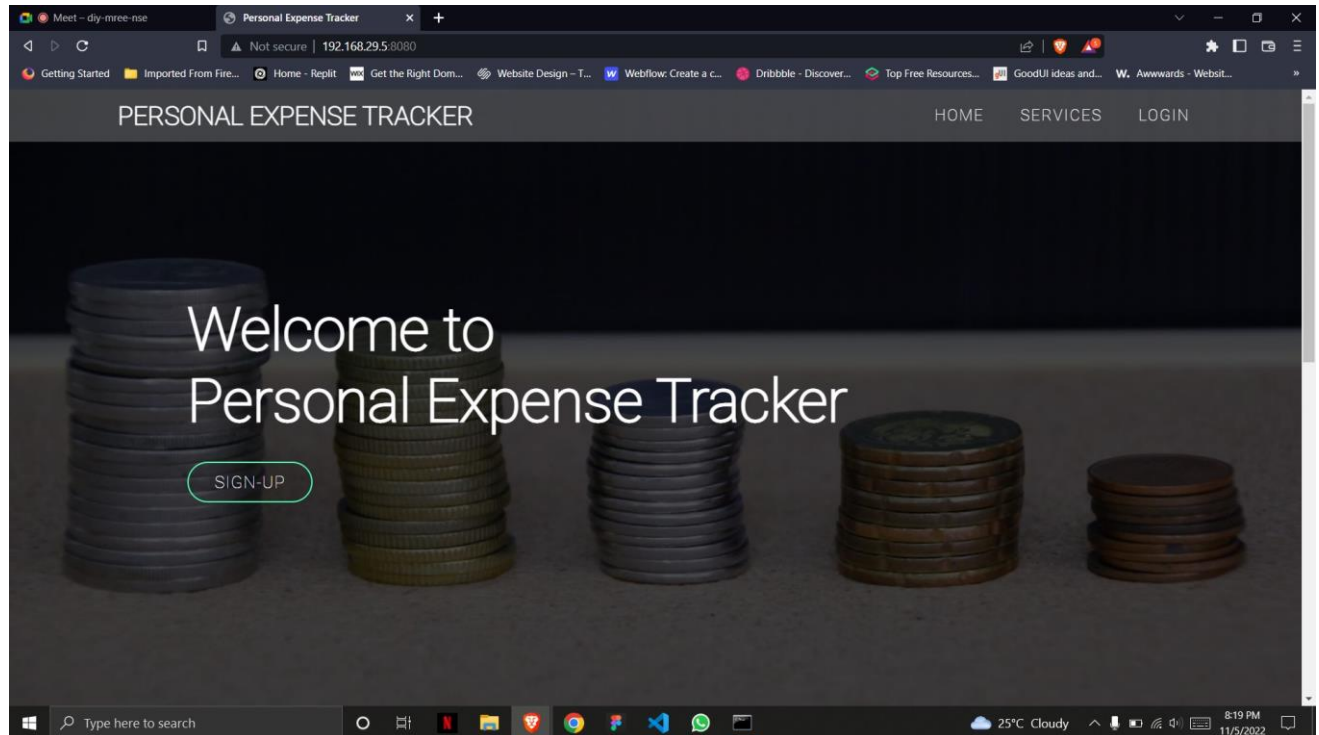 Meet – diy-mree-nse
Personal Expense Tracker
Not secure | 192.168.29.5:8080
Getting Started Imported From Fire... Home - Replit Get the Right Dom... Website Design – T... Webflow: Create a c... Dribbble - Discover... Top Free Resources... GoodUI ideas and... W. Awwwards - Websit... »
PERSONAL EXPENSE TRACKER HOME SERVICES LOGIN
Welcome to
Personal Expense Tracker
SIGN-UP
Type here to search 25°C Cloudy 8:19 PM
11/5/2022